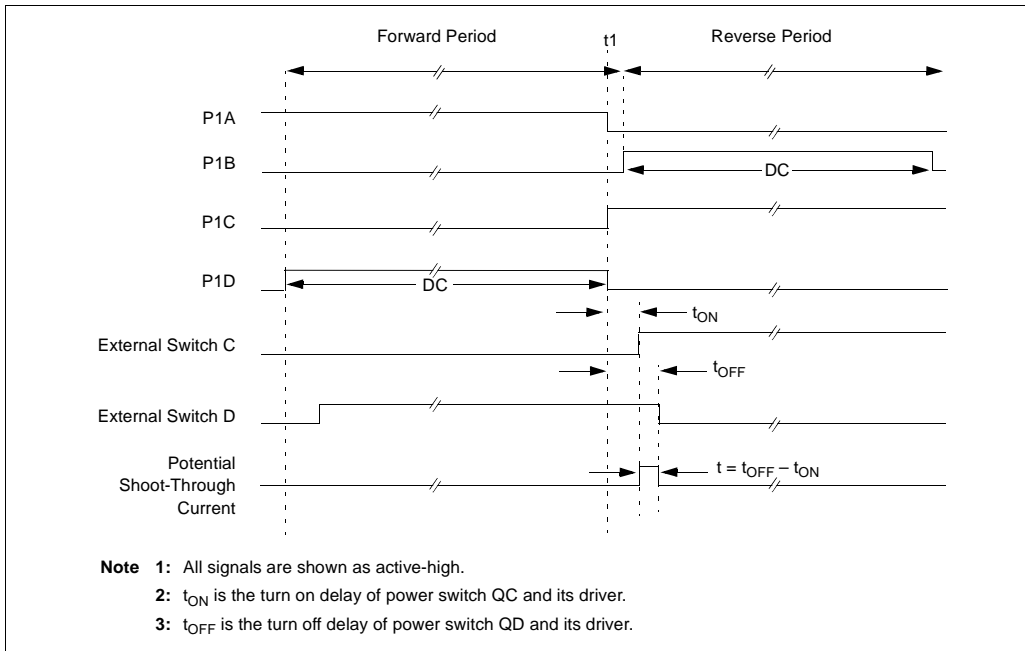 Forward Period
t1
Reverse Period
P1A
P1B
DC
P1C
P1D
DC
tON
External Switch C
tOFF
External Switch D
Potential
Shoot-Through
Current
t = tOFF – tON
Note 1: All signals are shown as active-high.
2: tON is the turn on delay of power switch QC and its driver.
3: tOFF is the turn off delay of power switch QD and its driver.